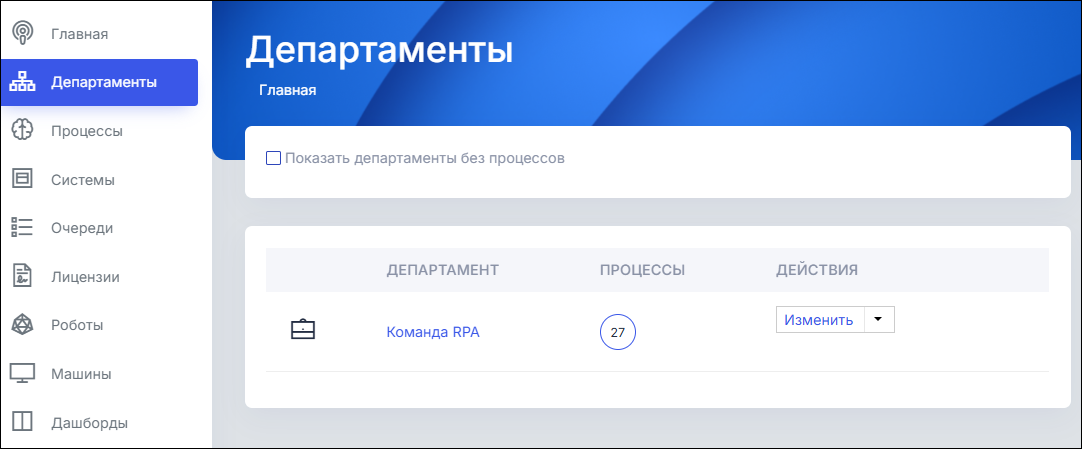 Главная
Департаменты
Процессы
Системы
Очереди
Лицензии
Роботы
Машины
Дашборды
Департаменты
Главная
Показать департаменты без процессов
ДЕПАРТАМЕНТ ПРОЦЕССЫ ДЕЙСТВИЯ
Команда RPA 27 Изменить